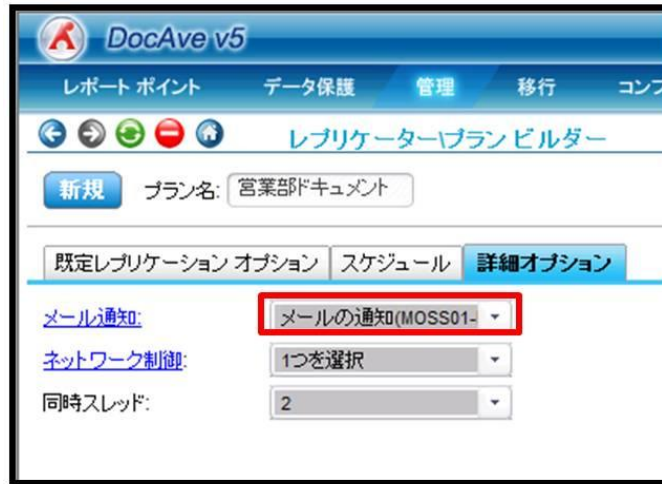 DocAve v5
レポート ポイント データ保護 管理 移行 コンプ
レプリケーター\プラン ビルダー
新規 プラン名: 営業部ドキュメント
既定レプリケーション オプション スケジュール 詳細オプション
メール通知: メールの通知(MOSS01-
ネットワーク制御: 1つを選択
同時スレッド: 2